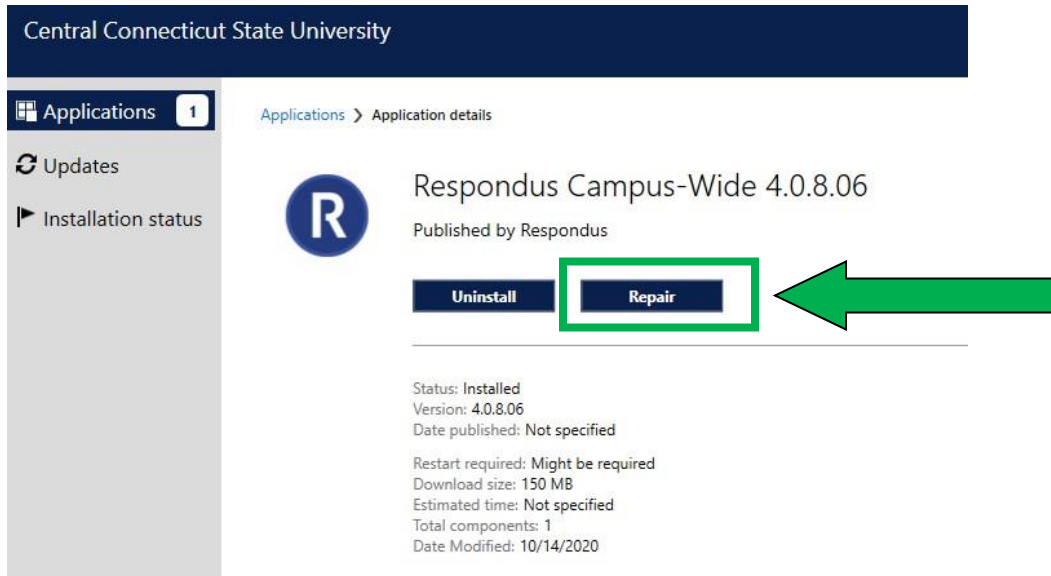 Central Connecticut State University
Applications 1
Updates
Installation status
Applications > Application details
R
Respondus Campus-Wide 4.0.8.06
Published by Respondus
Uninstall Repair
Status: Installed
Version: 4.0.8.06
Date published: Not specified
Restart required: Might be required
Download size: 150 MB
Estimated time: Not specified
Total components: 1
Date Modified: 10/14/2020